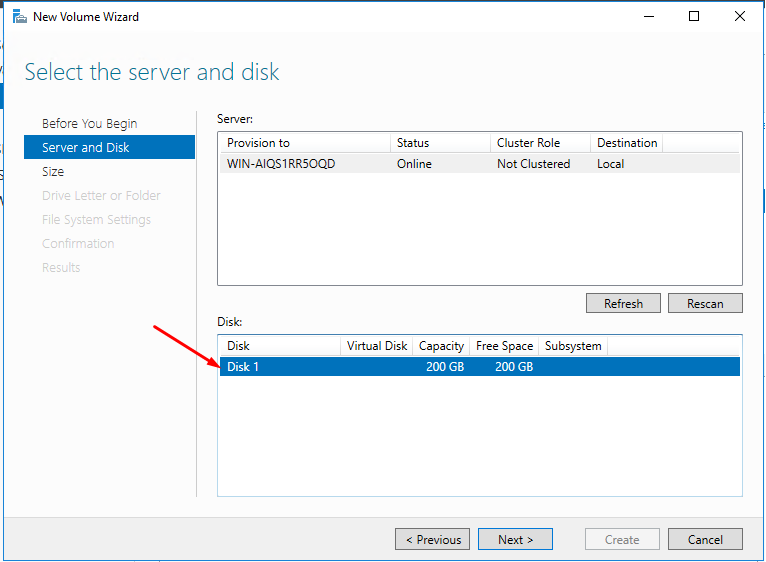 New Volume Wizard
Select the server and disk
Before You Begin
Server and Disk
Size
Drive Letter or Folder
File System Settings
Confirmation
Results
Server:
Provision to Status Cluster Role Destination
WIN-AIQS1RR5OQD Online Not Clustered Local
Refresh Rescan
Disk:
Disk Virtual Disk Capacity Free Space Subsystem
Disk 1 200 GB 200 GB
< Previous Next > Create Cancel